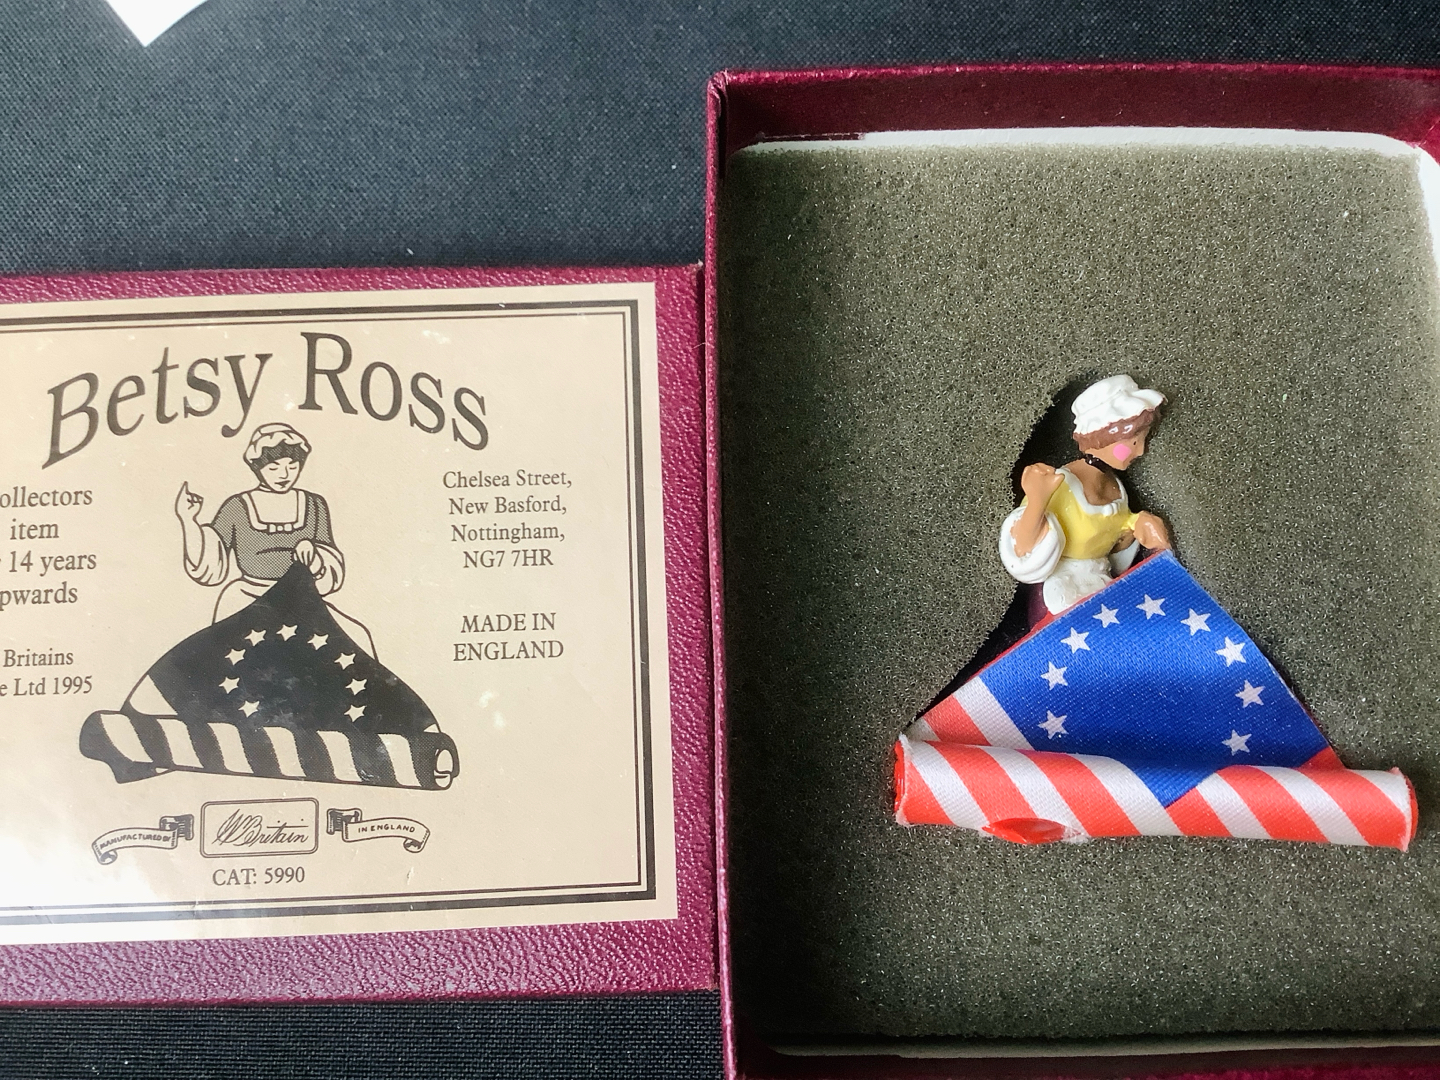 Betsy Ross
ollectors
item
14 years
pwards
Britains
e Ltd 1995
Chelsea Street,
New Basford,
Nottingham,
NG7 7HR
MADE IN
ENGLAND
MANUFACTURED BY
W Britain
IN ENGLAND
CAT: 5990